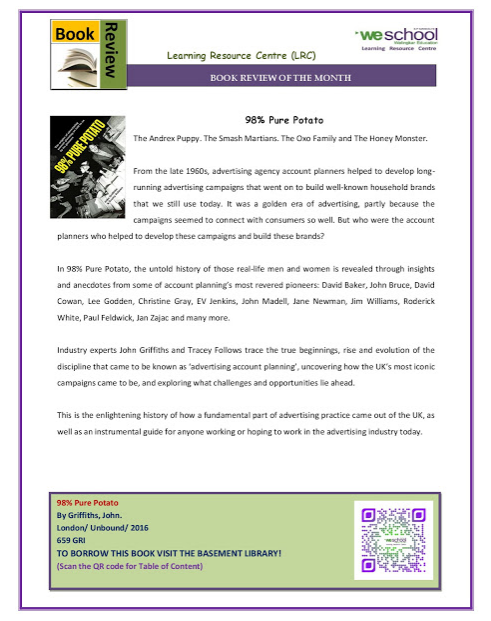 Book
Review
weschool
Welingkar Education
Learning Resource Centre
Learning Resource Centre (LRC)
BOOK REVIEW OF THE MONTH
98% PURE POTATO
98% Pure Potato
The Andrex Puppy. The Smash Martians. The Oxo Family and The Honey Monster.
From the late 1960s, advertising agency account planners helped to develop long-
running advertising campaigns that went on to build well-known household brands
that we still use today. It was a golden era of advertising, partly because the
campaigns seemed to connect with consumers so well. But who were the account
planners who helped to develop these campaigns and build these brands?
In 98% Pure Potato, the untold history of those real-life men and women is revealed through insights
and anecdotes from some of account planning's most revered pioneers: David Baker, John Bruce, David
Cowan, Lee Godden, Christine Gray, EV Jenkins, John Madell, Jane Newman, Jim Williams, Roderick
White, Paul Feldwick, Jan Zajac and many more.
Industry experts John Griffiths and Tracey Follows trace the true beginnings, rise and evolution of the
discipline that came to be known as 'advertising account planning', uncovering how the UK's most iconic
campaigns came to be, and exploring what challenges and opportunities lie ahead.
This is the enlightening history of how a fundamental part of advertising practice came out of the UK, as
well as an instrumental guide for anyone working or hoping to work in the advertising industry today.
98% Pure Potato
By Griffiths, John.
London/ Unbound/ 2016
659 GRI
TO BORROW THIS BOOK VISIT THE BASEMENT LIBRARY!
(Scan the QR code for Table of Content)
weschool